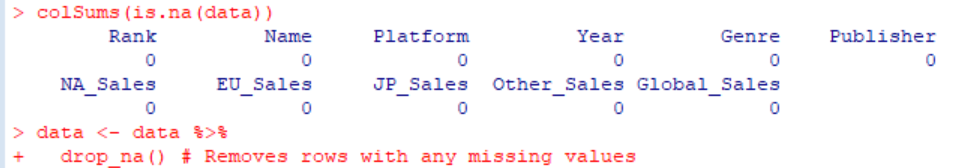 > colSums(is.na(data))
Rank Name Platform Year Genre Publisher
0 0 0 0 0 0
NA_Sales EU_Sales JP_Sales Other_Sales Global_Sales
0 0 0 0 0
> data <- data %>%
+ drop_na() # Removes rows with any missing values